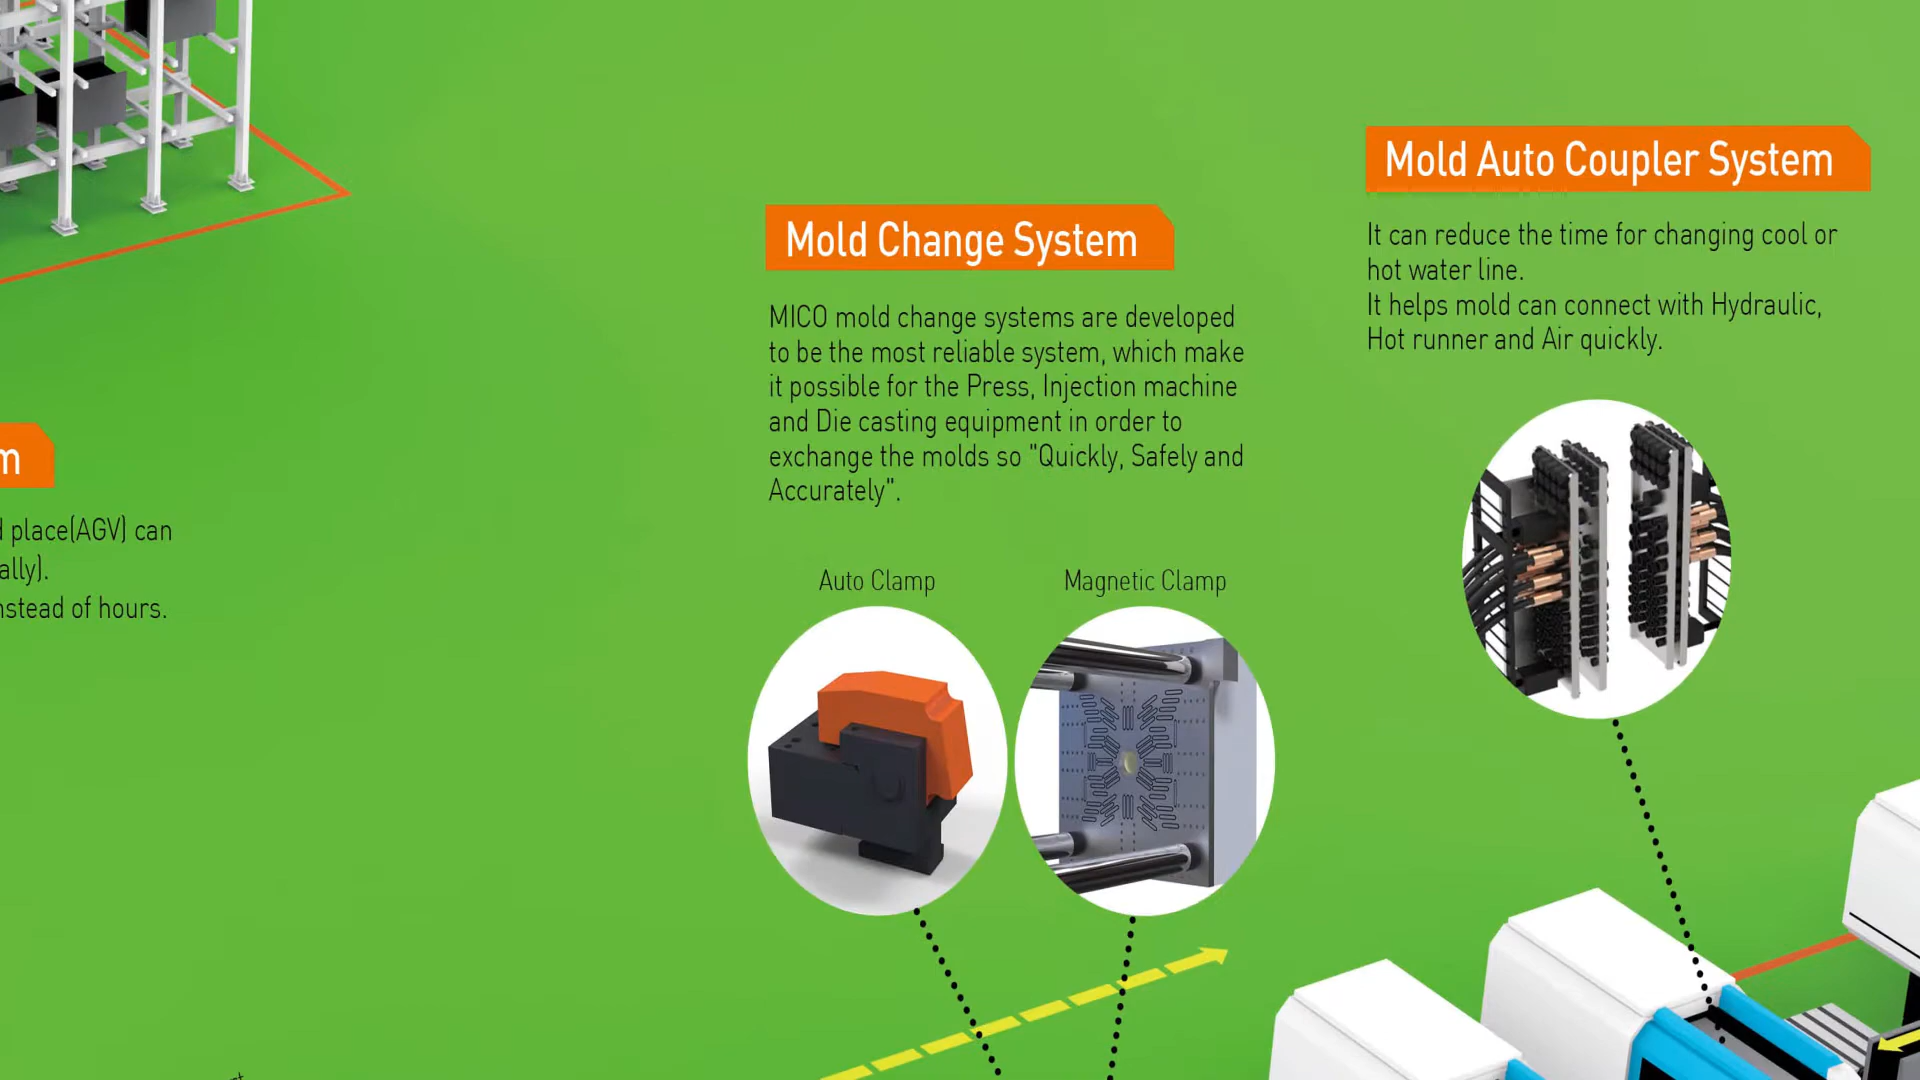 Mold Auto Coupler System
It can reduce the time for changing cool or
hot water line.
It helps mold can connect with Hydraulic,
Hot runner and Air quickly.
Mold Change System
MICO mold change systems are developed
to be the most reliable system, which make
it possible for the Press, Injection machine
and Die casting equipment in order to
exchange the molds so "Quickly, Safely and
Accurately".
Auto Clamp
Magnetic Clamp
place(AGV) can
of hours.